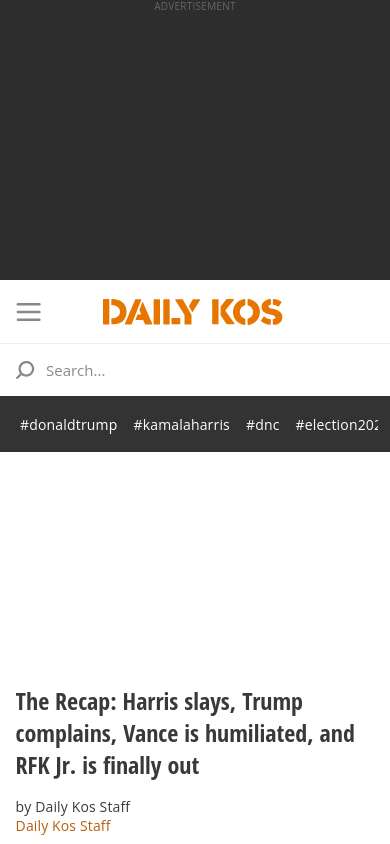 ADVERTISEMENT
DAILY KOS
Search...
#donaldtrump #kamalaharris #dnc #election202
The Recap: Harris slays, Trump
complains, Vance is humiliated, and
RFK Jr. is finally out
by Daily Kos Staff
Daily Kos Staff